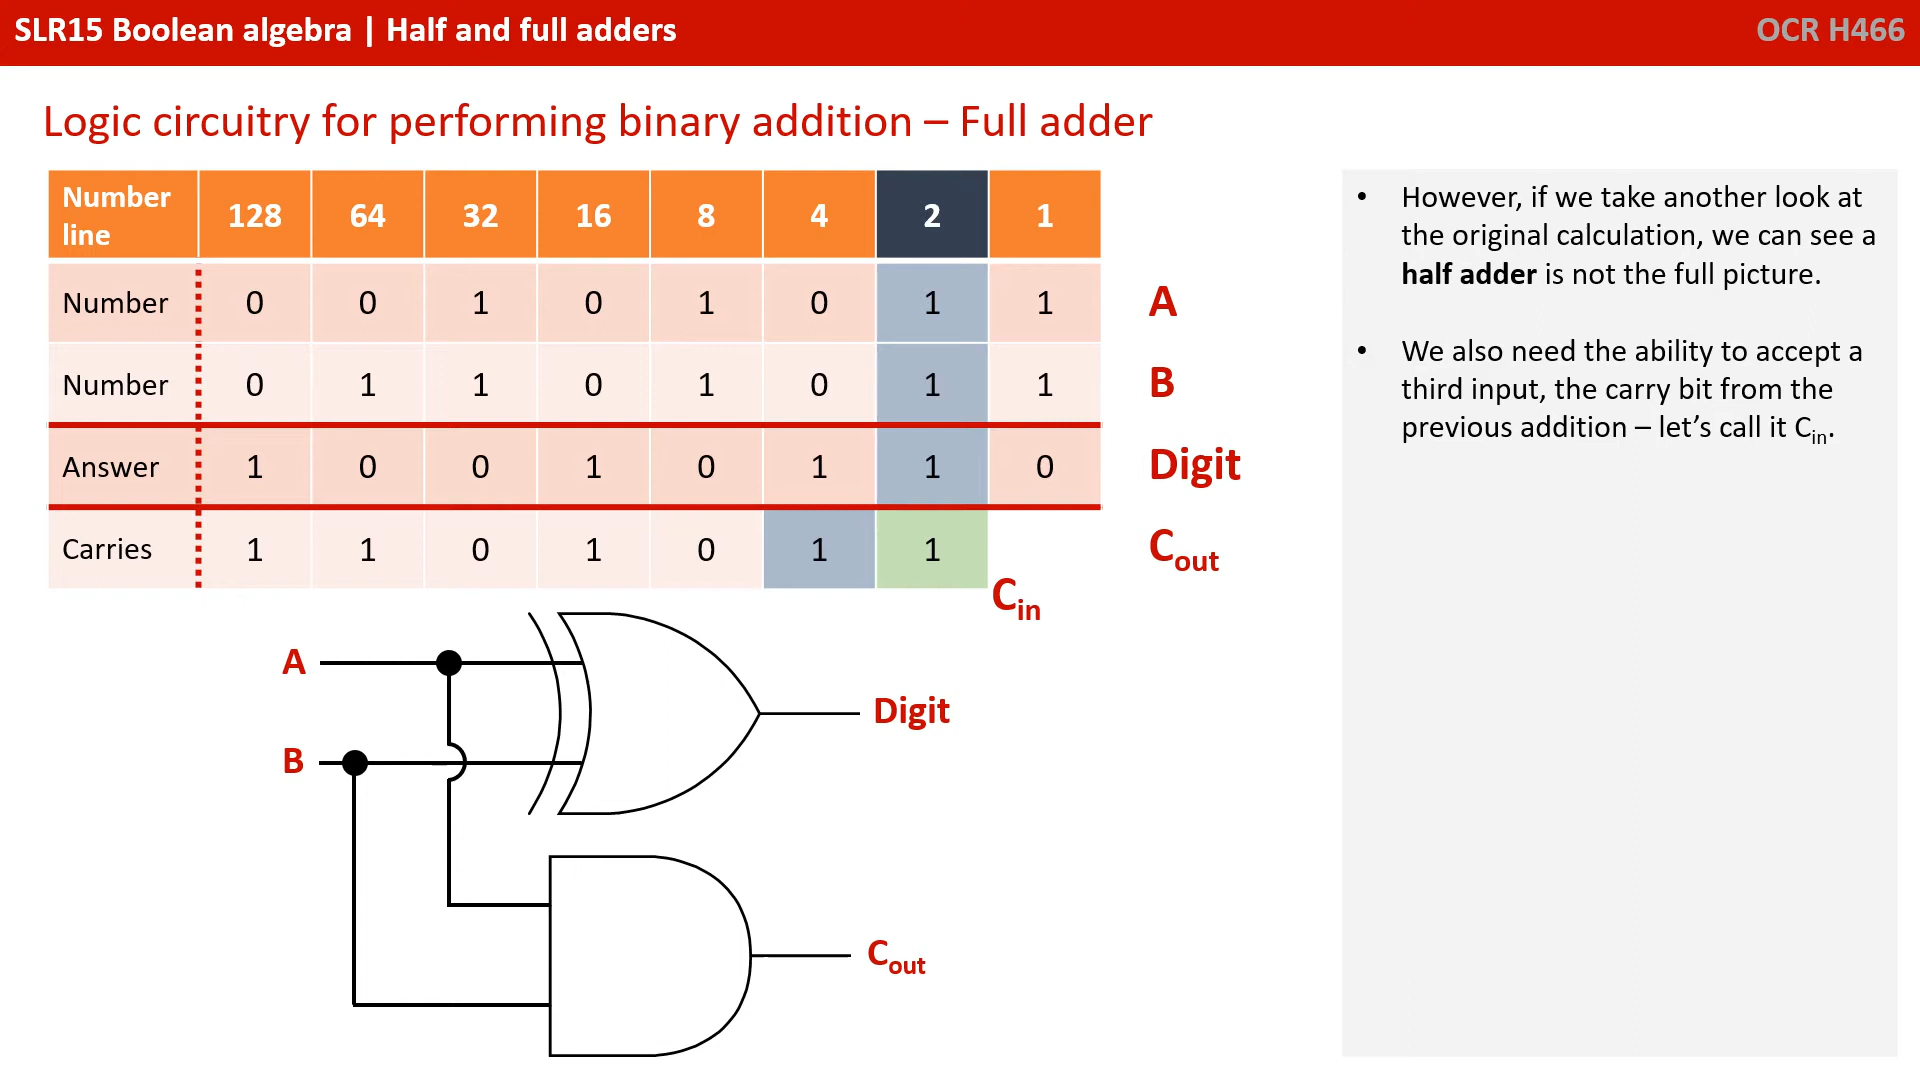 SLR15 Boolean algebra | Half and full adders
OCR H466
Logic circuitry for performing binary addition – Full adder
Number line 128 64 32 16 8 4 2 1
Number 0 0 1 0 1 0 1 1 A
Number 0 1 1 0 1 0 1 1 B
Answer 1 0 0 1 0 1 1 0 Digit
Carries 1 1 0 1 0 1 1 Cout
Cin
A
Digit
B
Cout
• However, if we take another look at
the original calculation, we can see a
half adder is not the full picture.
• We also need the ability to accept a
third input, the carry bit from the
previous addition – let’s call it Cin.